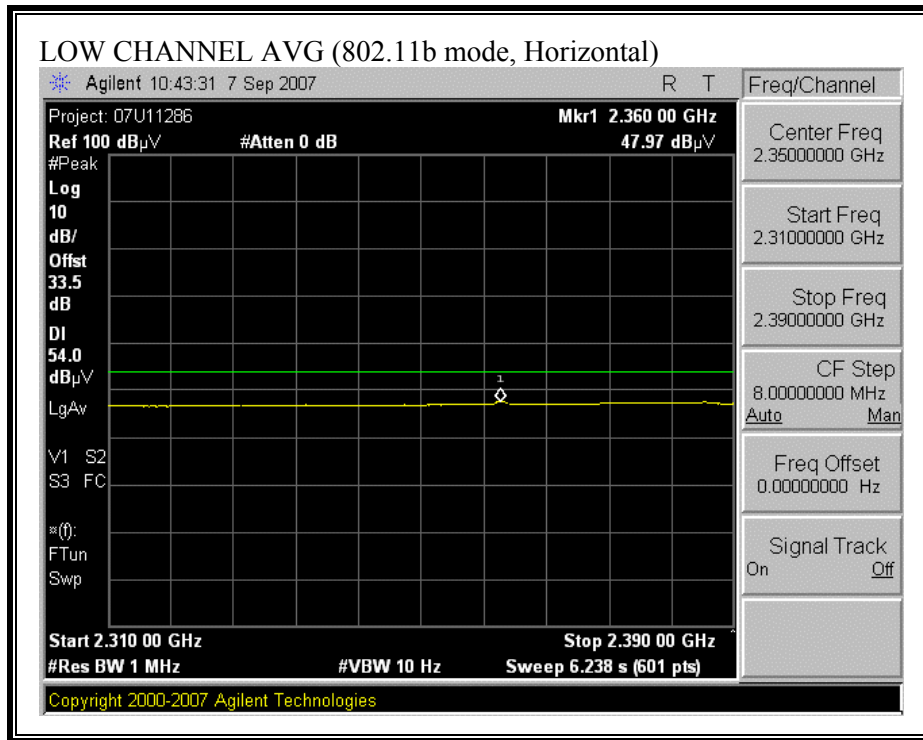 LOW CHANNEL AVG (802.11b mode, Horizontal)
Agilent 10:43:31 7 Sep 2007 R T
Project: 07U11286 Mkr1 2.360 00 GHz
Ref 100 dBµV #Atten 0 dB 47.97 dBµV
#Peak
Log
10
dB/
Offst
33.5
dB
DI
54.0
dBµV
LgAv
V1 S2
S3 FC
¤(f):
FTun
Swp
1
Start 2.310 00 GHz Stop 2.390 00 GHz
#Res BW 1 MHz #VBW 10 Hz Sweep 6.238 s (601 pts)
Copyright 2000-2007 Agilent Technologies
Freq/Channel
Center Freq
2.35000000 GHz
Start Freq
2.31000000 GHz
Stop Freq
2.39000000 GHz
CF Step
8.00000000 MHz
Auto Man
Freq Offset
0.00000000 Hz
Signal Track
On Off